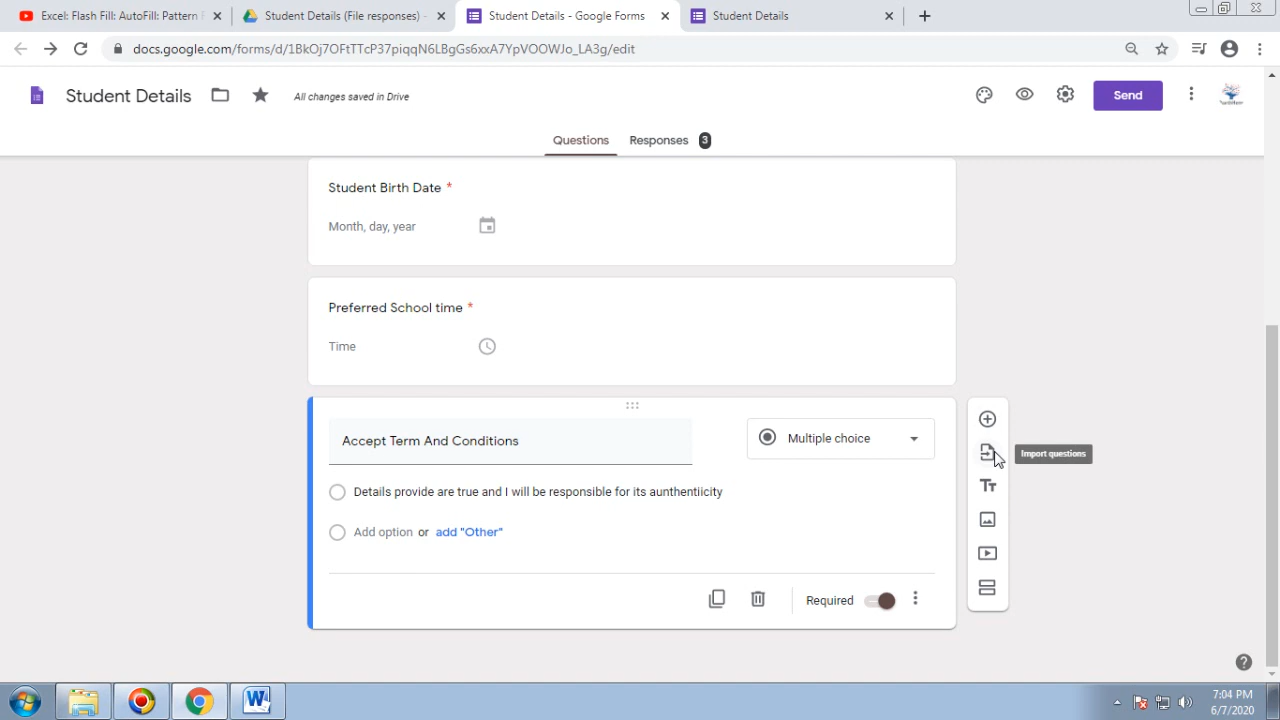 Excel: Flash Fill: AutoFill: Pattern F
Student Details (File responses) -
Student Details - Google Forms
Student Details
docs.google.com/forms/d/1BkOj7OFtTTcP37piqqN6LBgGs6xxA7YpVOOWJo_LA3g/edit
Student Details
All changes saved in Drive
Send
Questions
Responses 3
Student Birth Date *
Month, day, year
Preferred School time *
Time
Accept Term And Conditions
Multiple choice
Import questions
Details provide are true and I will be responsible for its aunthentiicity
Add option or add "Other"
Required
7:04 PM
6/7/2020